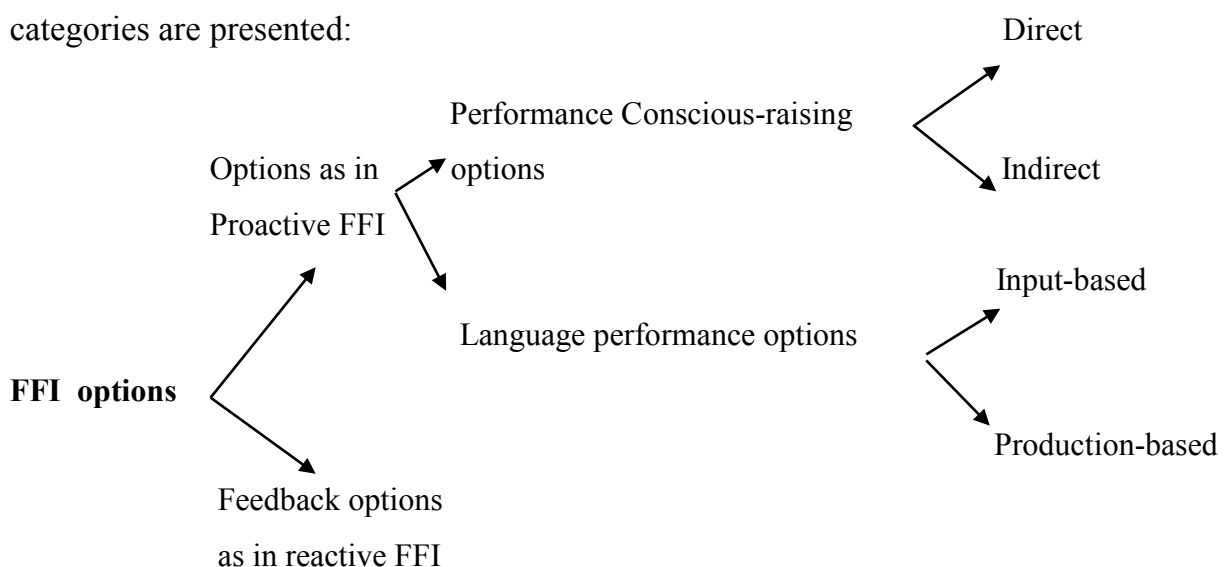 categories are presented:
Direct
Performance Conscious-raising
options
Indirect
Options as in
Proactive FFI
Input-based
Language performance options
FFI options
Production-based
Feedback options
as in reactive FFI